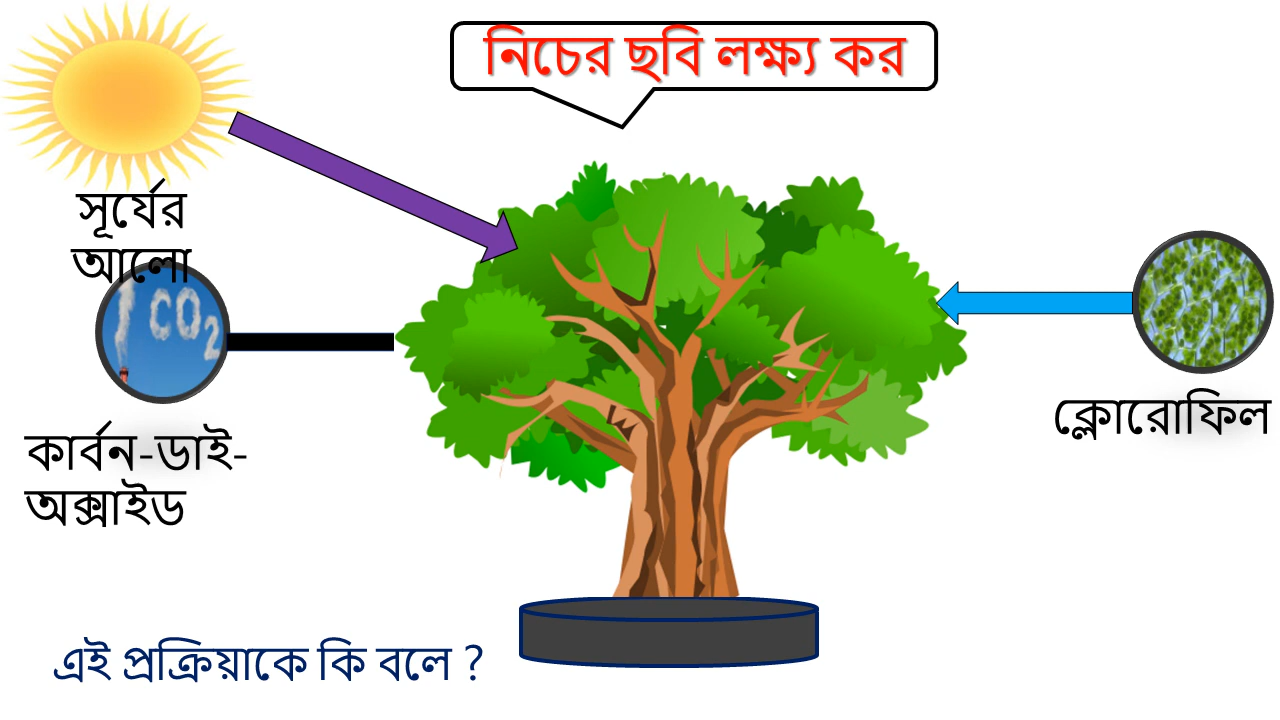 নিচের ছবি লক্ষ্য কর
সূর্যের
আলো
CO2
কার্বন-ডাই-
অক্সাইড
ক্লোরোফিল
এই প্রক্রিয়াকে কি বলে ?